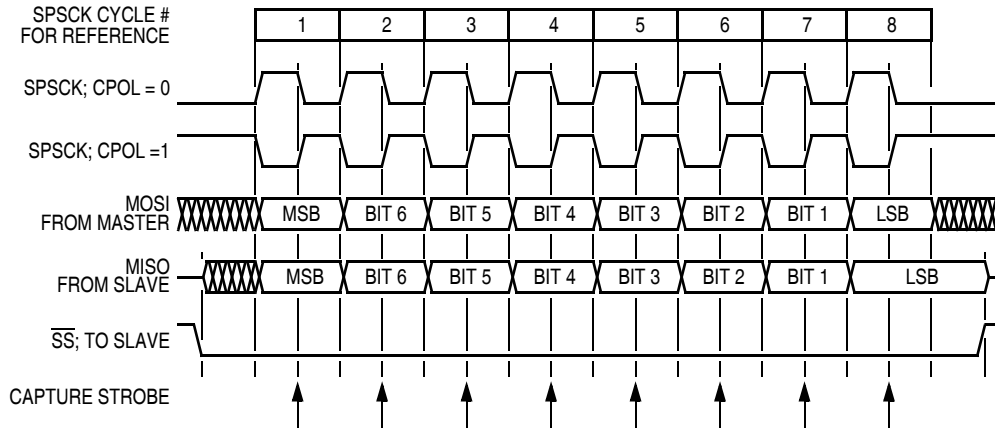 SPSCK CYCLE #
FOR REFERENCE
1 2 3 4 5 6 7 8
SPSCK; CPOL = 0
SPSCK; CPOL =1
MOSI
FROM MASTER
MSB BIT 6 BIT 5 BIT 4 BIT 3 BIT 2 BIT 1 LSB
MISO
FROM SLAVE
MSB BIT 6 BIT 5 BIT 4 BIT 3 BIT 2 BIT 1 LSB
SS; TO SLAVE
CAPTURE STROBE